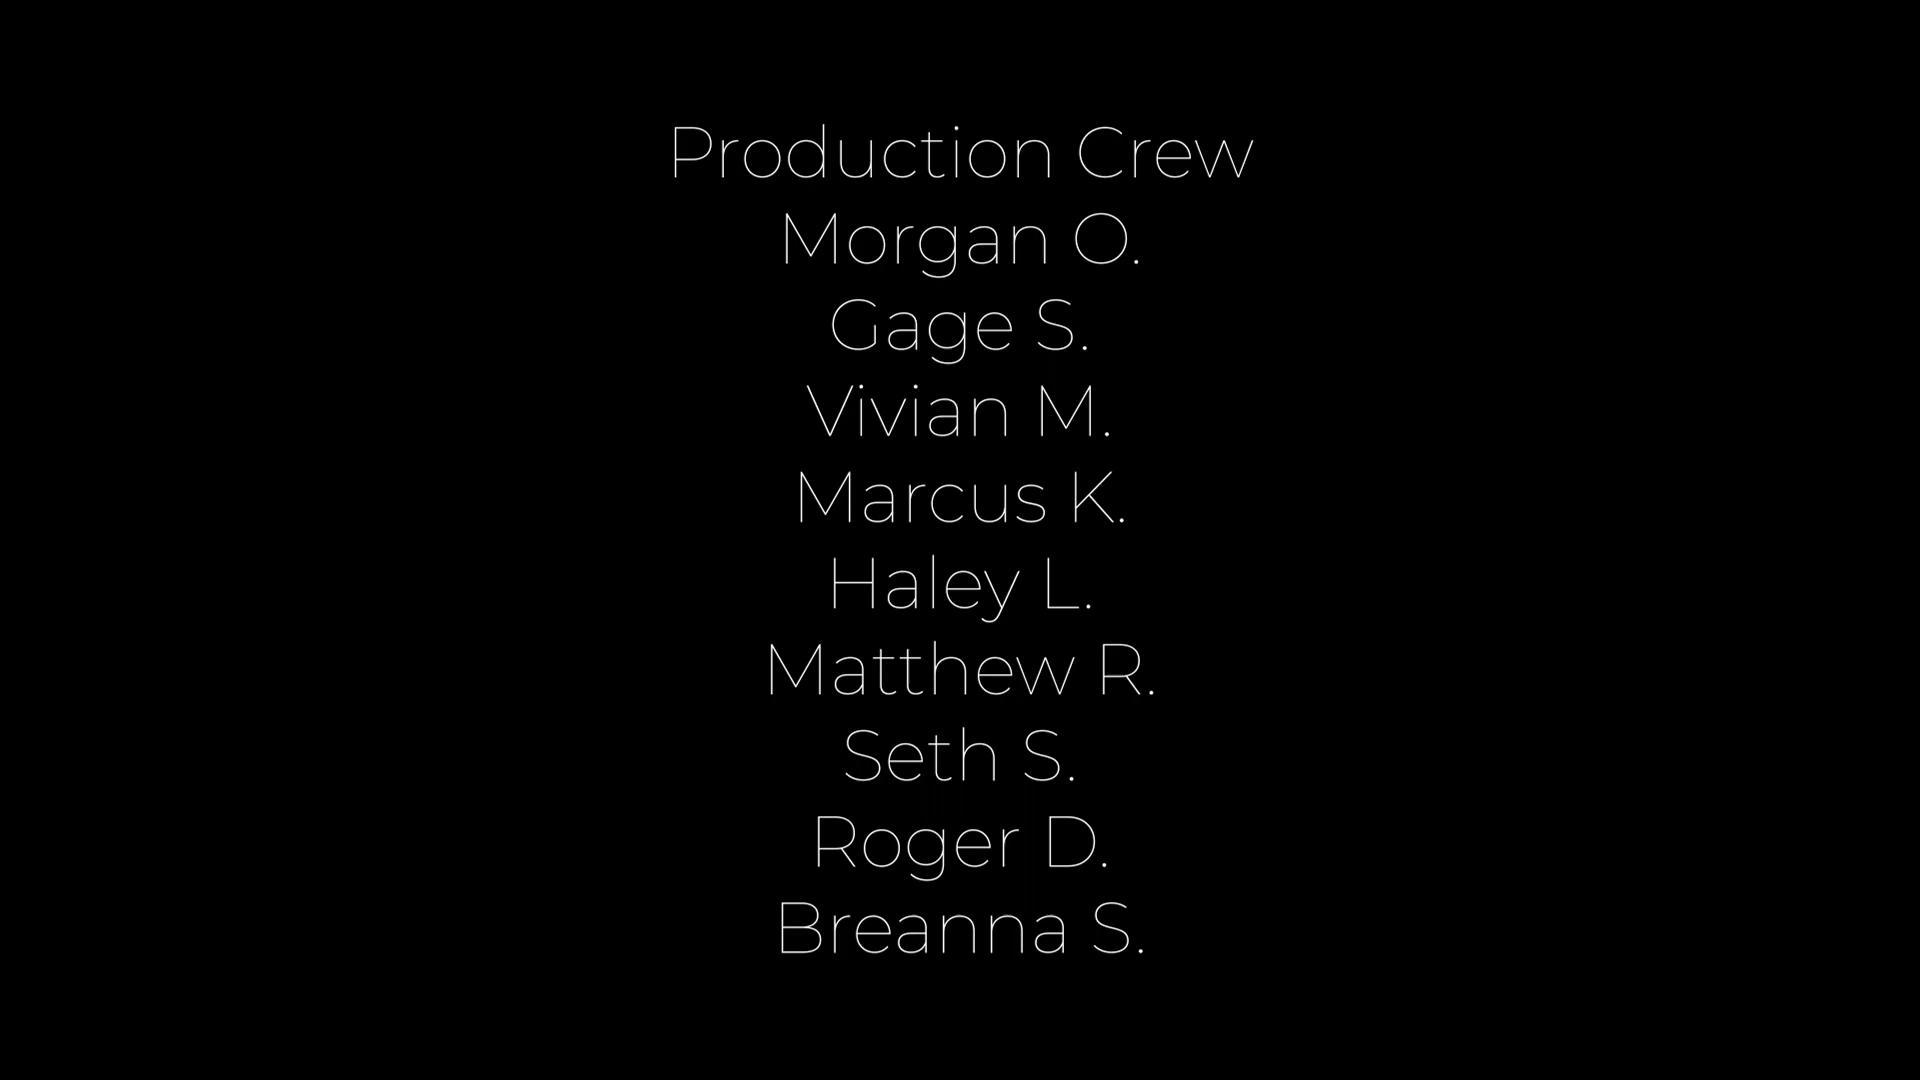 Production Crew
Morgan O.
Gage S.
Vivian M.
Marcus K.
Haley L.
Matthew R.
Seth S.
Roger D.
Breanna S.